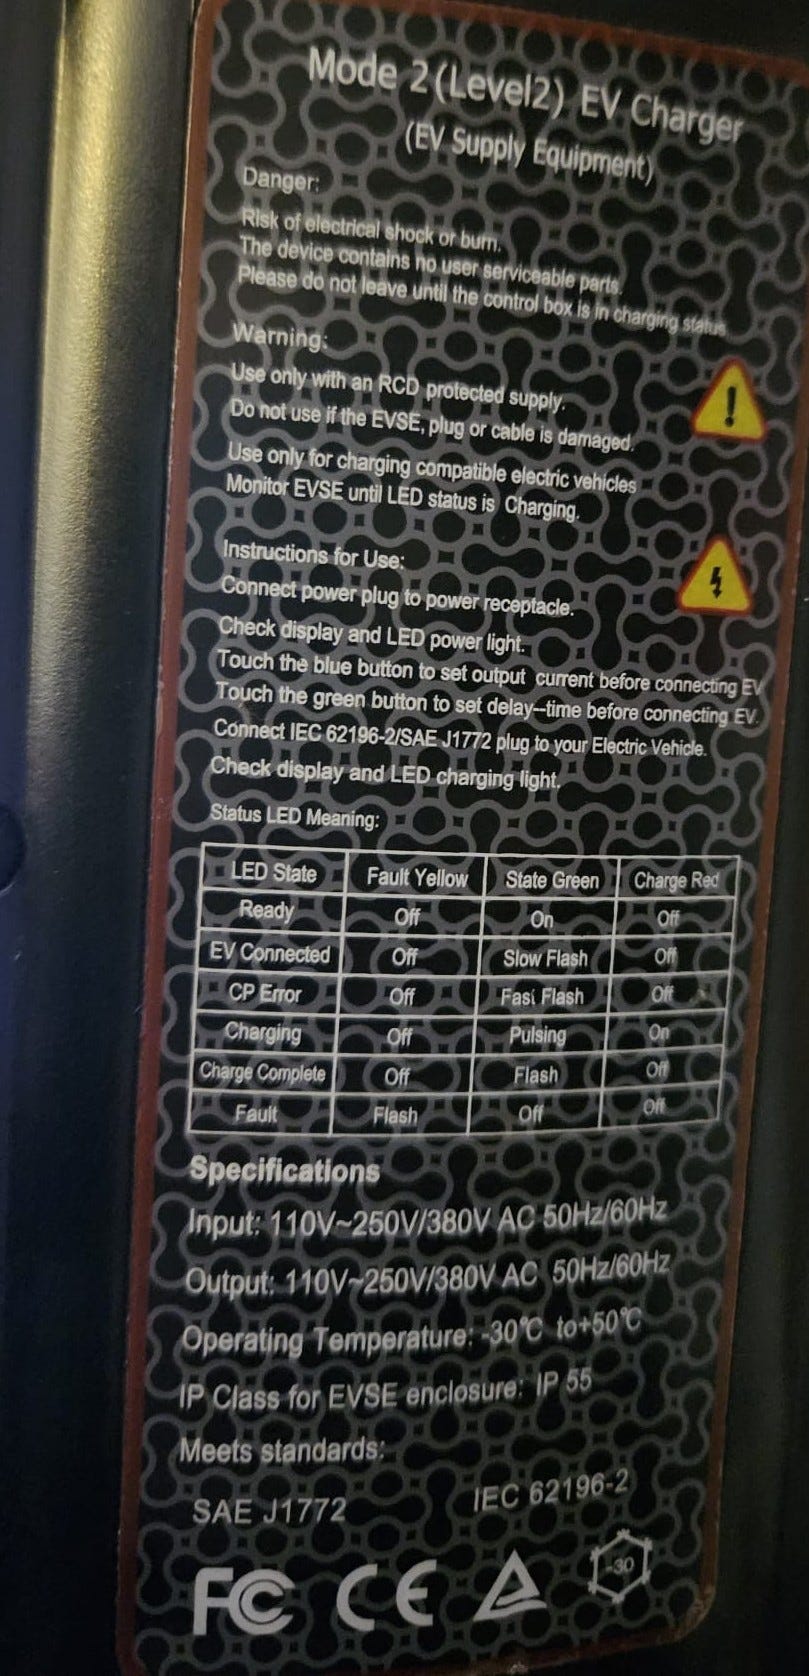 Mode 2 (Level2) EV Charger
(EV Supply Equipment)
Danger:
Risk of electrical shock or burn.
The device contains no user serviceable parts.
Please do not leave until the control box is in charging status
Warning:
Use only with an RCD protected supply.
Do not use if the EVSE, plug or cable is damaged.
Use only for charging compatible electric vehicles
Monitor EVSE until LED status is Charging.
Instructions for Use:
Connect power plug to power receptacle.
Check display and LED power light.
Touch the blue button to set output current before connecting EV
Touch the green button to set delay--time before connecting EV.
Connect IEC 62196-2/SAE J1772 plug to your Electric Vehicle.
Check display and LED charging light.
Status LED Meaning:
LED State Fault Yellow State Green Charge Red
Ready Off On Off
EV Connected Off Slow Flash Off
CP Error Off Fast Flash Off
Charging Off Pulsing On
Charge Complete Off Flash Off
Fault Flash Off Off
Specifications
Input: 110V~250V/380V AC 50Hz/60Hz
Output: 110V~250V/380V AC 50Hz/60Hz
Operating Temperature: -30℃ to+50℃
IP Class for EVSE enclosure: IP 55
Meets standards:
SAE J1772 IEC 62196-2
FC CE -30